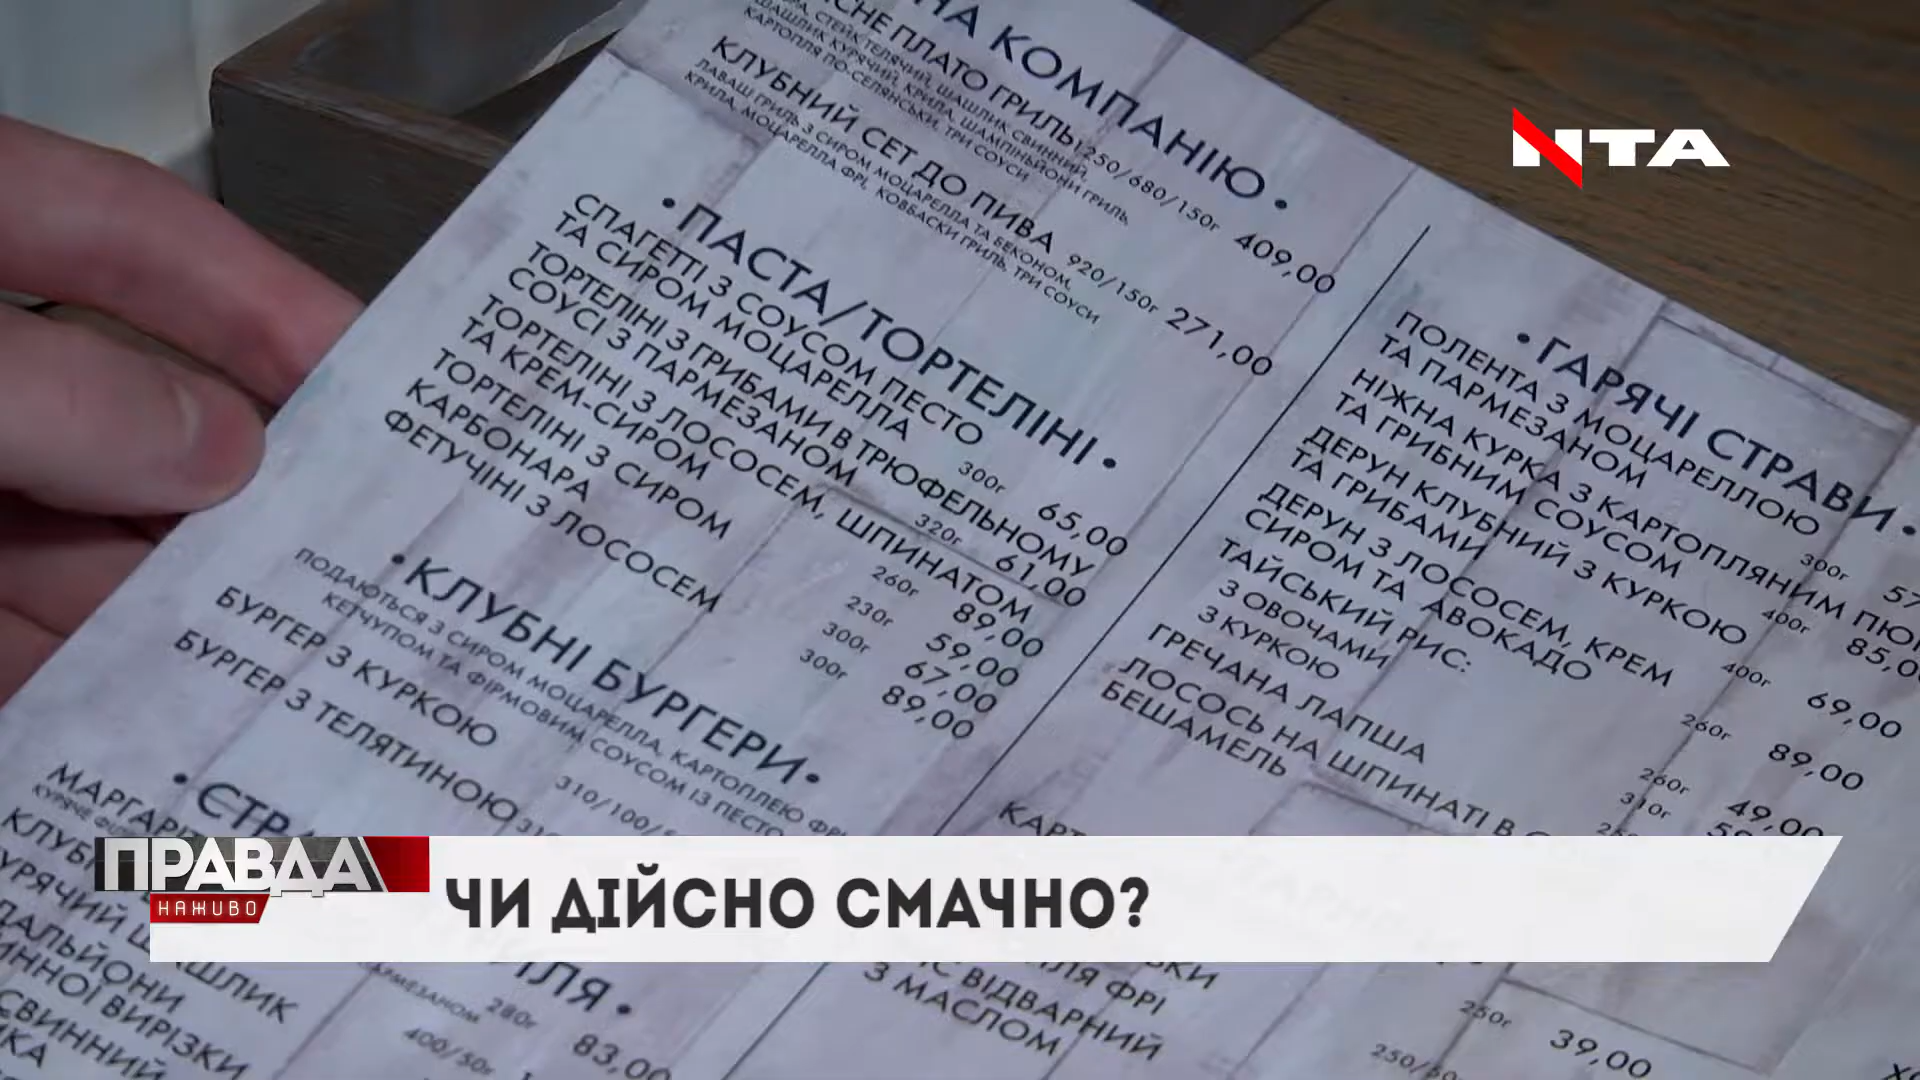 НА КОМПАНІЮ •
ПЛАТО ГРИЛЬ 1250/680/150г 409,00
СТЕЙК ТЕЛЯЧИЙ, ШАШЛИК СВИННИЙ,
ШАШЛИК КУРЯЧИЙ, КРИЛА, ШАМПІНЬЙОНИ ГРИЛЬ,
КАРТОПЛЯ ПО-СЕЛЯНСЬКИ, ТРИ СОУСИ
КЛУБНИЙ СЕТ ДО ПИВА 920/150г 271,00
ЛАВАШ ГРИЛЬ З СИРОМ МОЦАРЕЛЛА ТА БЕКОНОМ,
КРИЛА, МОЦАРЕЛЛА ФРІ, КОВБАСКИ ГРИЛЬ, ТРИ СОУСИ
• ПАСТА/ТОРТЕЛІНІ •
СПАГЕТТІ З СОУСОМ ПЕСТО
ТА СИРОМ МОЦАРЕЛЛА 300г 65,00
ТОРТЕЛІНІ З ГРИБАМИ В ТРЮФЕЛЬНОМУ
СОУСІ З ПАРМЕЗАНОМ 320г 61,00
ТОРТЕЛІНІ З ЛОСОСЕМ, ШПИНАТОМ
ТА КРЕМ-СИРОМ 260г 89,00
ТОРТЕЛІНІ З СИРОМ 230г 59,00
КАРБОНАРА 300г 67,00
ФЕТУЧІНІ З ЛОСОСЕМ 300г 89,00
• КЛУБНІ БУРГЕРИ •
ПОДАЮТЬСЯ З СИРОМ МОЦАРЕЛЛА, КАРТОПЛЕЮ ФРІ
КЕТЧУПОМ ТА ФІРМОВИМ СОУСОМ ІЗ ПЕСТО
БУРГЕР З КУРКОЮ 310/100/
БУРГЕР З ТЕЛЯТИНОЮ
280г 83,00
400/50г
ШАШЛИК
ВИРІЗКИ
СВИННИЙ
• ГАРЯЧІ СТРАВИ •
ПОЛЕНТА З МОЦАРЕЛЛОЮ
ТА ПАРМЕЗАНОМ 300г 57
НІЖНА КУРКА З КАРТОПЛЯНИМ ПЮРЕ
ТА ГРИБНИМ СОУСОМ 400г 85,0
ДЕРУН КЛУБНИЙ З КУРКОЮ
ТА ГРИБАМИ 400г 69,00
ДЕРУН З ЛОСОСЕМ, КРЕМ
СИРОМ ТА АВОКАДО 260г 89,00
ТАЙСЬКИЙ РИС:
З ОВОЧАМИ 260г 49,00
З КУРКОЮ 310г
ГРЕЧАНА ЛАПША
ЛОСОСЬ НА ШПИНАТІ В
БЕШАМЕЛЬ
ФРІ
ВІДВАРНИЙ
З МАСЛОМ
250г 39,00
NTA
ПРАВДА
НАЖИВО
ЧИ ДІЙСНО СМАЧНО?